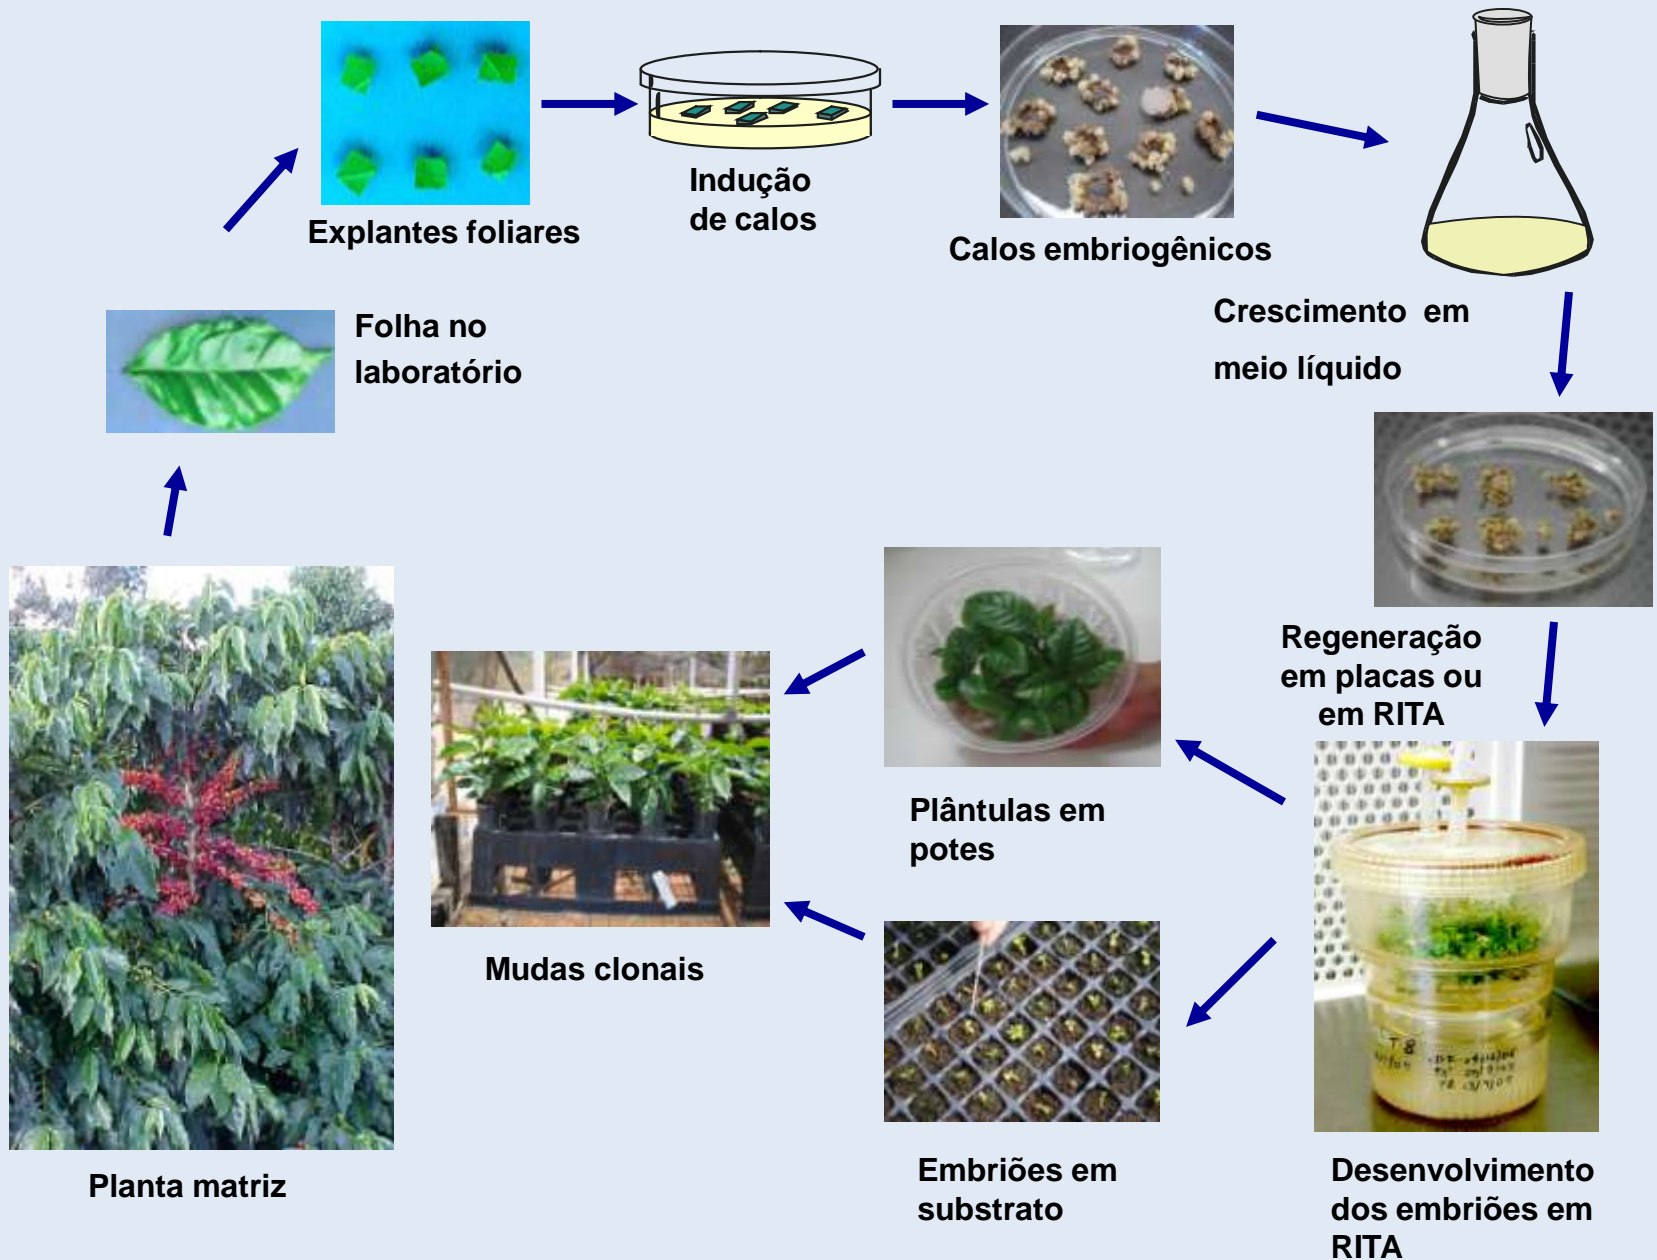 Explantes foliares
Indução
de calos
Calos embriogênicos
Crescimento em
meio líquido
Folha no
laboratório
Regeneração
em placas ou
em RITA
Plântulas em
potes
Mudas clonais
Planta matriz
Embriões em
substrato
Desenvolvimento
dos embriões em
RITA